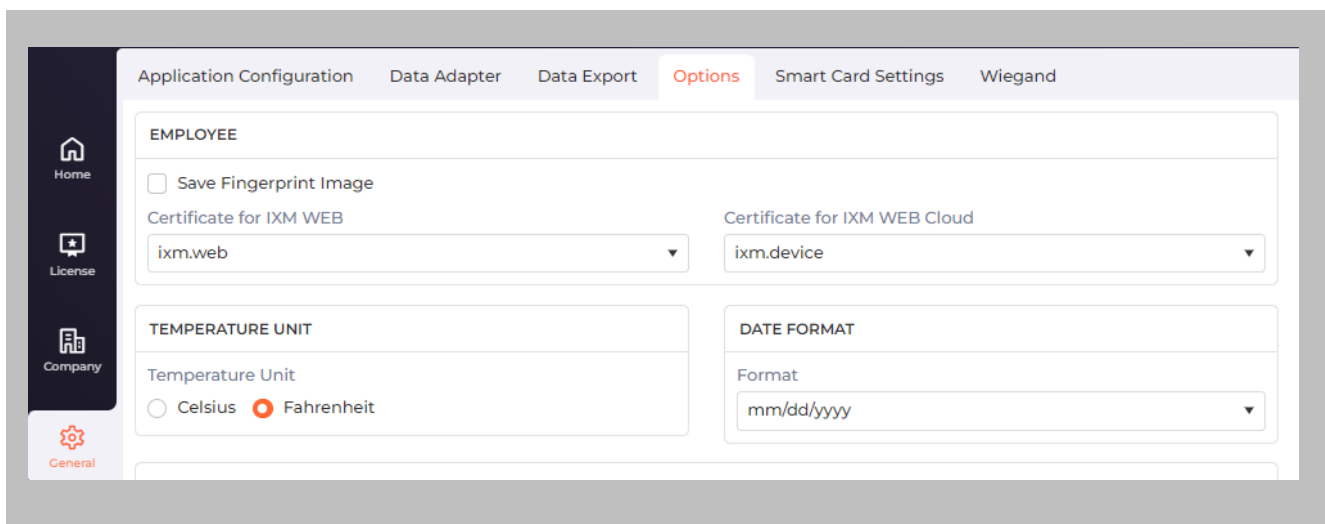 Application Configuration Data Adapter Data Export Options Smart Card Settings Wiegand
Home
License
Company
General
EMPLOYEE
Save Fingerprint Image
Certificate for IXM WEB
ixm.web
Certificate for IXM WEB Cloud
ixm.device
TEMPERATURE UNIT
Temperature Unit
Celsius Fahrenheit
DATE FORMAT
Format
mm/dd/yyyy